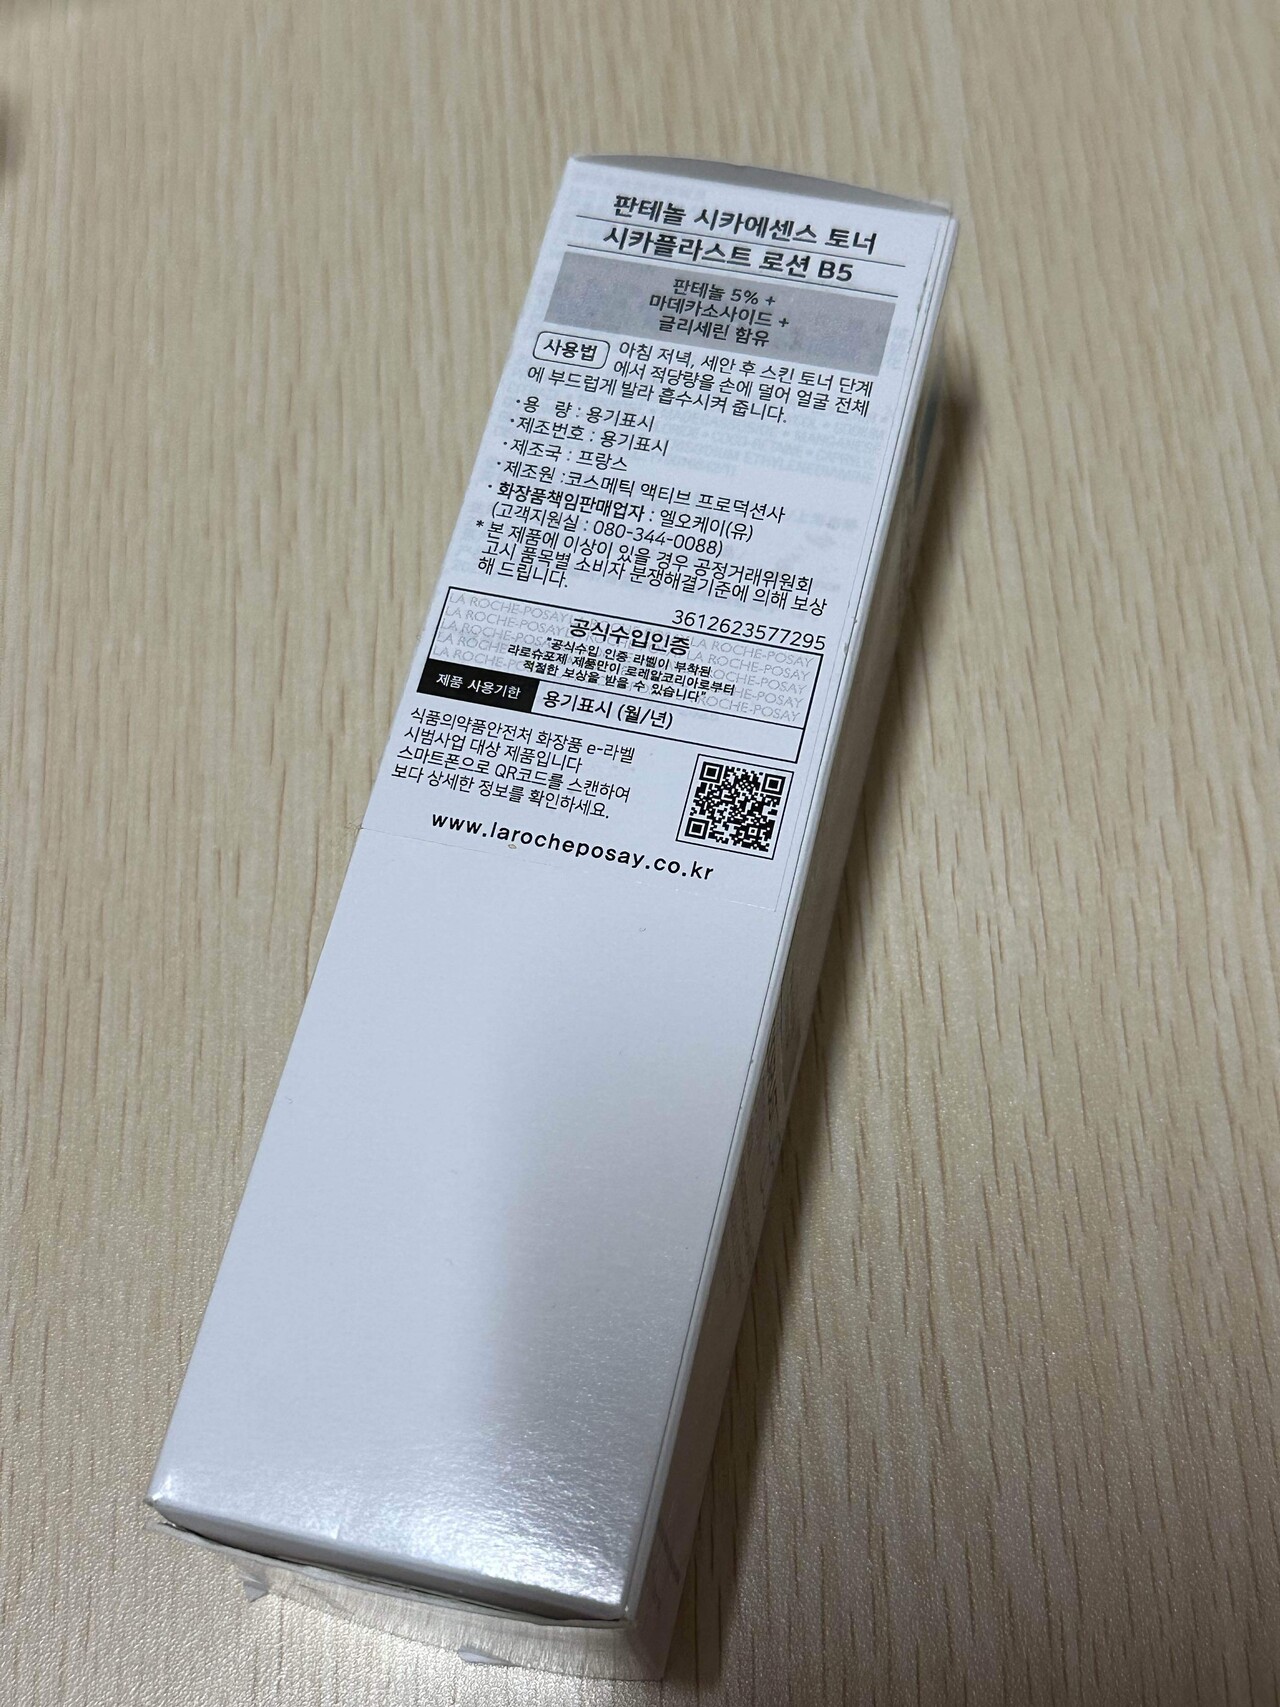 판테놀 시카에센스 토너
시카플라스트 로션 B5
판테놀 5% +
마데카소사이드 +
글리세린 함유
사용법 아침 저녁, 세안 후 스킨 토너 단계
에서 적당량을 손에 덜어 얼굴 전체
에 부드럽게 발라 흡수시켜 줍니다.
·용 량 : 용기표시
·제조번호 : 용기표시
·제조국 : 프랑스
·제조원 :코스메틱 액티브 프로덕션사
·화장품책임판매업자 : 엘오케이(유)
(고객지원실 : 080-344-0088)
* 본 제품에 이상이 있을 경우 공정거래위원회
고시 품목별 소비자 분쟁해결기준에 의해 보상
해 드립니다.
3612623577295
공식수입인증
"공식수입 인증 라벨이 부착된
라로슈포제 제품만이 로레알코리아로부터
적절한 보상을 받을 수 있습니다"
제품 사용기한 용기표시 (월/년)
식품의약품안전처 화장품 e-라벨
시범사업 대상 제품입니다
스마트폰으로 QR코드를 스캔하여
보다 상세한 정보를 확인하세요.
www.larocheposay.co.kr